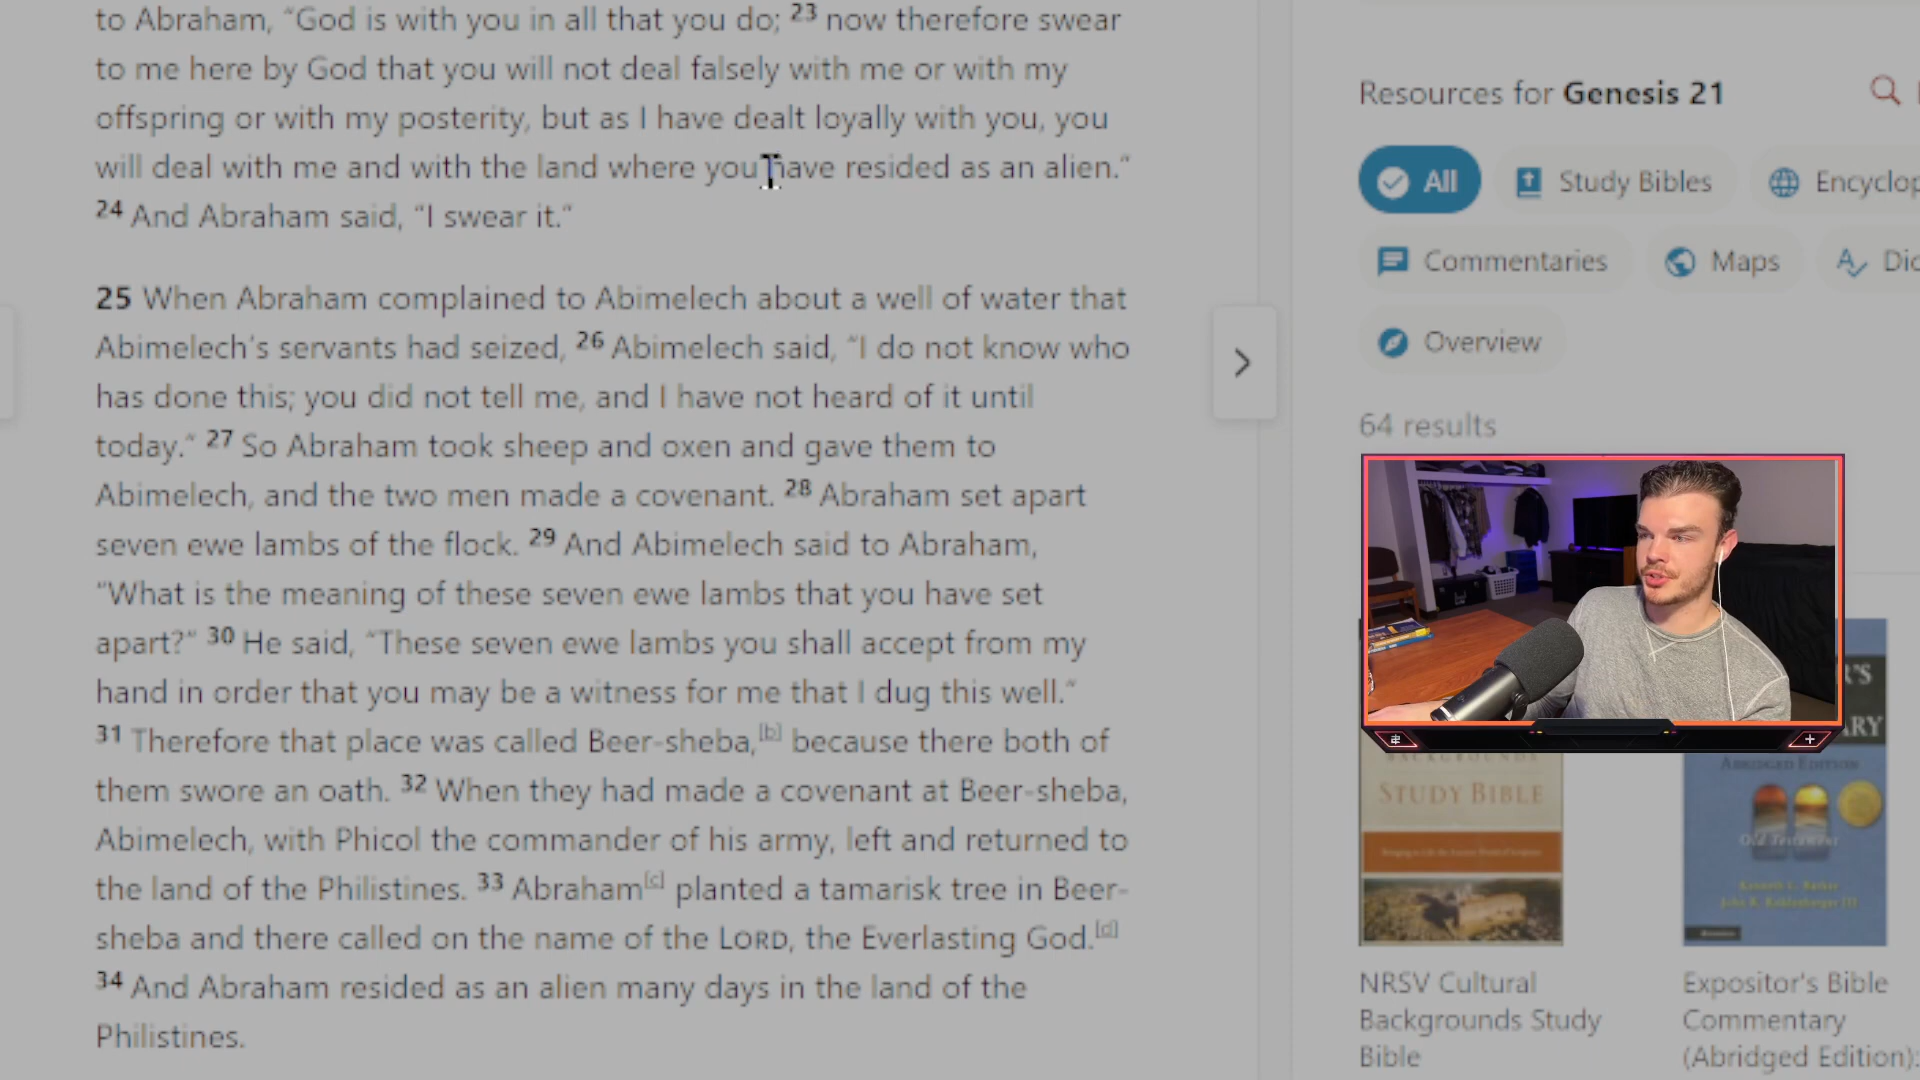 to Abraham, “God is with you in all that you do; 23 now therefore swear
to me here by God that you will not deal falsely with me or with my
offspring or with my posterity, but as I have dealt loyally with you, you
will deal with me and with the land where you have resided as an alien.”
24 And Abraham said, “I swear it.”
25 When Abraham complained to Abimelech about a well of water that
Abimelech’s servants had seized, 26 Abimelech said, “I do not know who
has done this; you did not tell me, and I have not heard of it until
today.” 27 So Abraham took sheep and oxen and gave them to
Abimelech, and the two men made a covenant. 28 Abraham set apart
seven ewe lambs of the flock. 29 And Abimelech said to Abraham,
“What is the meaning of these seven ewe lambs that you have set
apart?” 30 He said, “These seven ewe lambs you shall accept from my
hand in order that you may be a witness for me that I dug this well.”
31 Therefore that place was called Beer-sheba,[b] because there both of
them swore an oath. 32 When they had made a covenant at Beer-sheba,
Abimelech, with Phicol the commander of his army, left and returned to
the land of the Philistines. 33 Abraham[c] planted a tamarisk tree in Beer-
sheba and there called on the name of the LORD, the Everlasting God.[d]
34 And Abraham resided as an alien many days in the land of the
Philistines.
Resources for Genesis 21
All
Study Bibles
Encyclop
Commentaries
Maps
Dic
Overview
64 results
BACKGROUNDS
STUDY BIBLE
R'S
ARY
ABRIDGED EDITION
Old Testament
Kenneth L. Barker
John R. Kohlenberger III
NRSV Cultural
Backgrounds Study
Bible
Expositor's Bible
Commentary
(Abridged Edition):